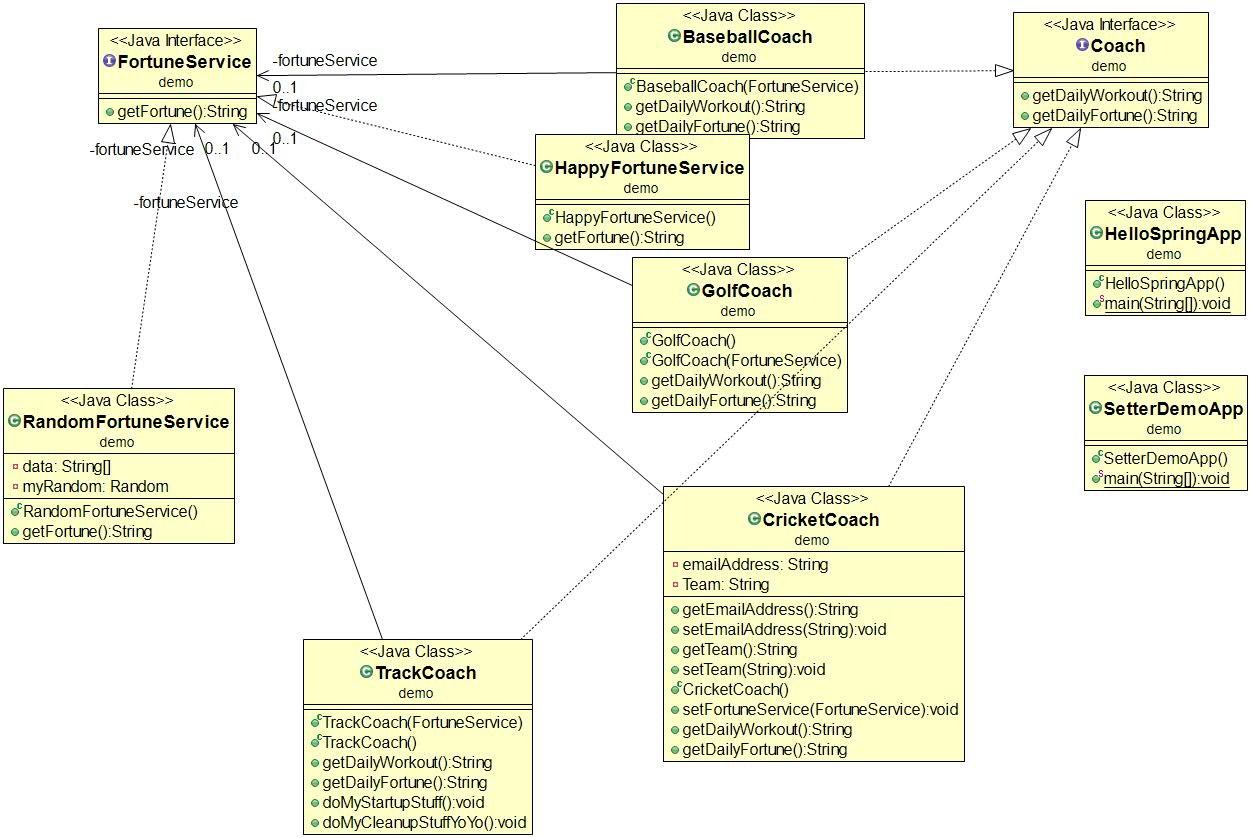 <<Java Interface>>
FortuneService
demo
getFortune():String
-fortuneService
0..1
-fortuneService
0..1
-fortuneService
0..1
0..1
-fortuneService
<<Java Class>>
BaseballCoach
demo
BaseballCoach(FortuneService)
getDailyWorkout():String
getDailyFortune():String
<<Java Interface>>
Coach
demo
getDailyWorkout():String
getDailyFortune():String
<<Java Class>>
HappyFortuneService
demo
HappyFortuneService()
getFortune():String
<<Java Class>>
HelloSpringApp
demo
HelloSpringApp()
main(String[]):void
<<Java Class>>
GolfCoach
demo
GolfCoach()
GolfCoach(FortuneService)
getDailyWorkout():String
getDailyFortune():String
<<Java Class>>
SetterDemoApp
demo
SetterDemoApp()
main(String[]):void
<<Java Class>>
RandomFortuneService
demo
data: String[]
myRandom: Random
RandomFortuneService()
getFortune():String
<<Java Class>>
CricketCoach
demo
emailAddress: String
Team: String
getEmailAddress():String
setEmailAddress(String):void
getTeam():String
setTeam(String):void
CricketCoach()
setFortuneService(FortuneService):void
getDailyWorkout():String
getDailyFortune():String
<<Java Class>>
TrackCoach
demo
TrackCoach(FortuneService)
TrackCoach()
getDailyWorkout():String
getDailyFortune():String
doMyStartupStuff():void
doMyCleanupStuffYoYo():void